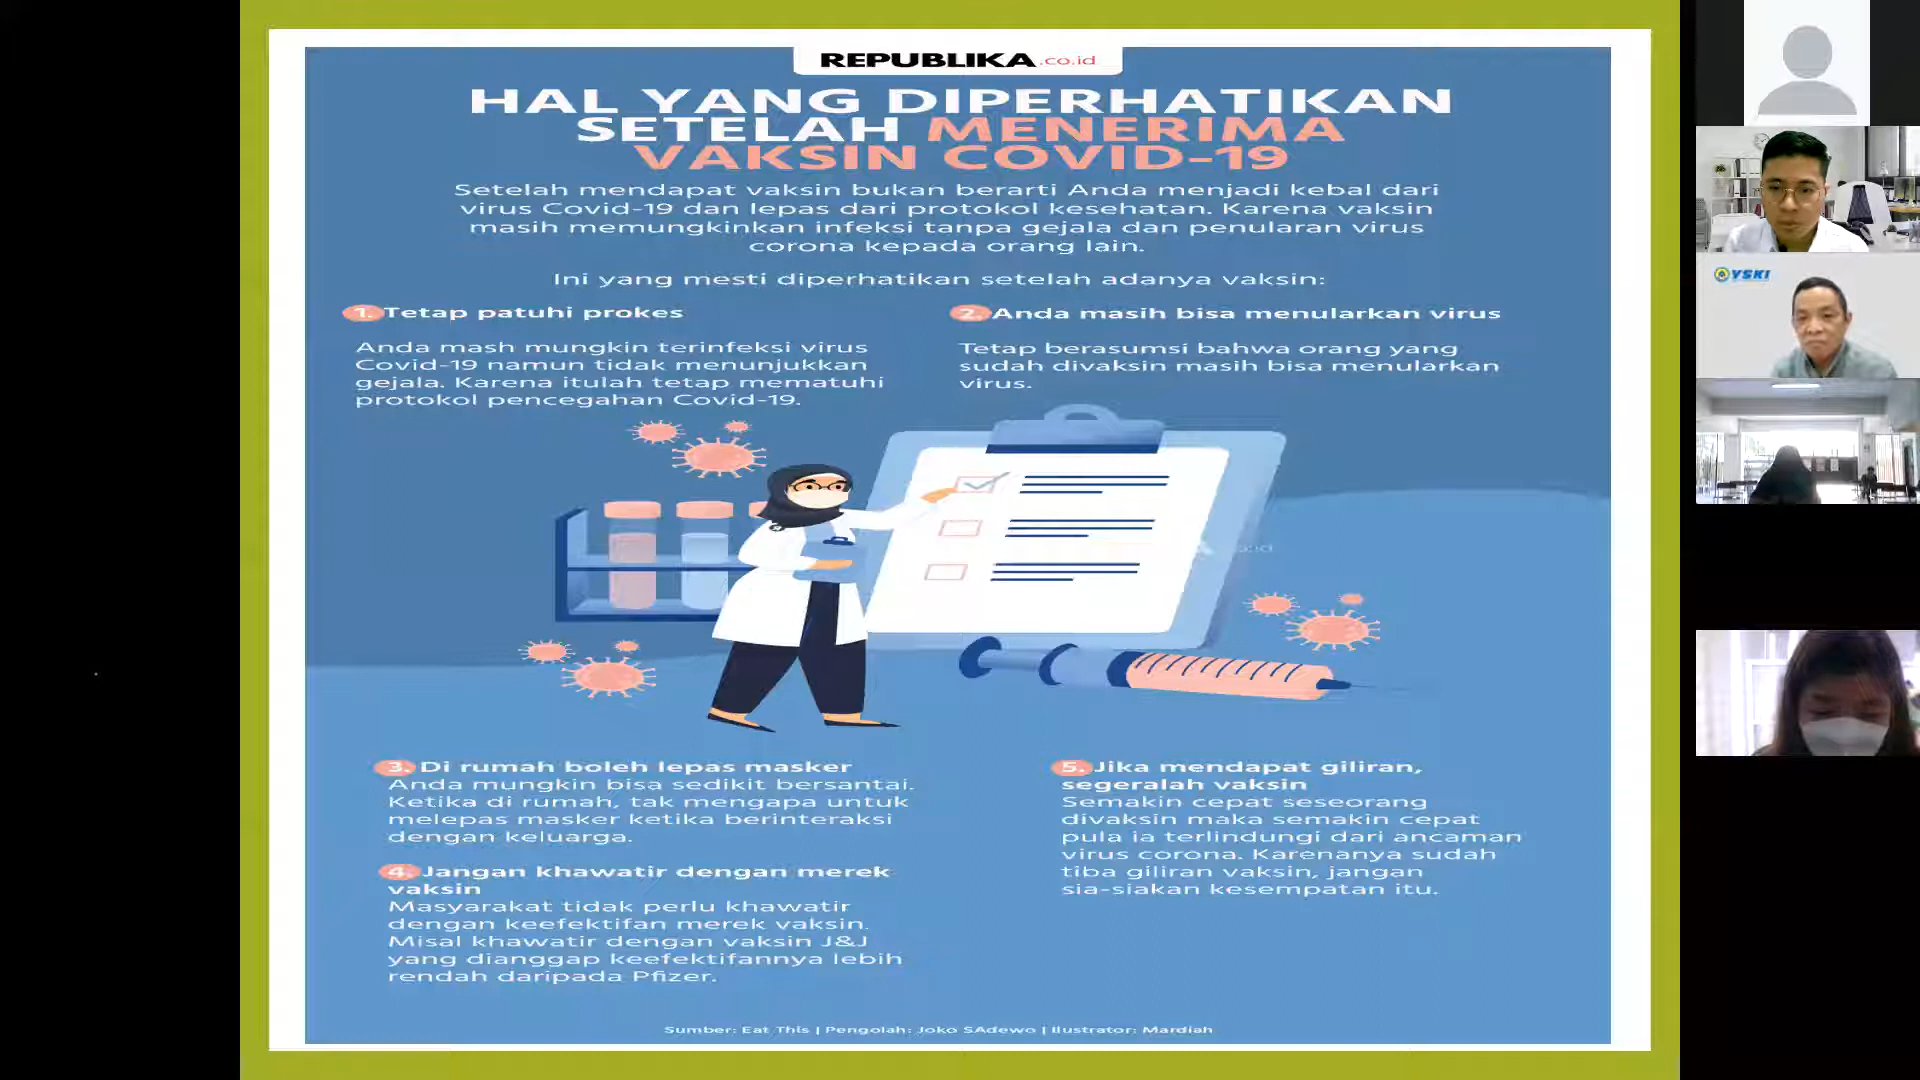 REPUBLIKA.co.id
HAL YANG DIPERHATIKAN
SETELAH MENERIMA
VAKSIN COVID-19
Setelah mendapat vaksin bukan berarti Anda menjadi kebal dari
virus Covid-19 dan lepas dari protokol kesehatan. Karena vaksin
masih memungkinkan infeksi tanpa gejala dan penularan virus
corona kepada orang lain.
Ini yang mesti diperhatikan setelah adanya vaksin:
1. Tetap patuhi prokes
Anda mash mungkin terinfeksi virus
Covid-19 namun tidak menunjukkan
gejala. Karena itulah tetap mematuhi
protokol pencegahan Covid-19.
2. Anda masih bisa menularkan virus
Tetap berasumsi bahwa orang yang
sudah divaksin masih bisa menularkan
virus.
3. Di rumah boleh lepas masker
Anda mungkin bisa sedikit bersantai.
Ketika di rumah, tak mengapa untuk
melepas masker ketika berinteraksi
dengan keluarga.
4. Jangan khawatir dengan merek
vaksin
Masyarakat tidak perlu khawatir
dengan keefektifan merek vaksin.
Misal khawatir dengan vaksin J&J
yang dianggap keefektifannya lebih
rendah daripada Pfizer.
5. Jika mendapat giliran,
segeralah vaksin
Semakin cepat seseorang
divaksin maka semakin cepat
pula ia terlindungi dari ancaman
virus corona. Karenanya sudah
tiba giliran vaksin, jangan
sia-siakan kesempatan itu.
Sumber: Eat This | Pengolah: Joko SAdewo | Ilustrator: Mardiah
YSKI